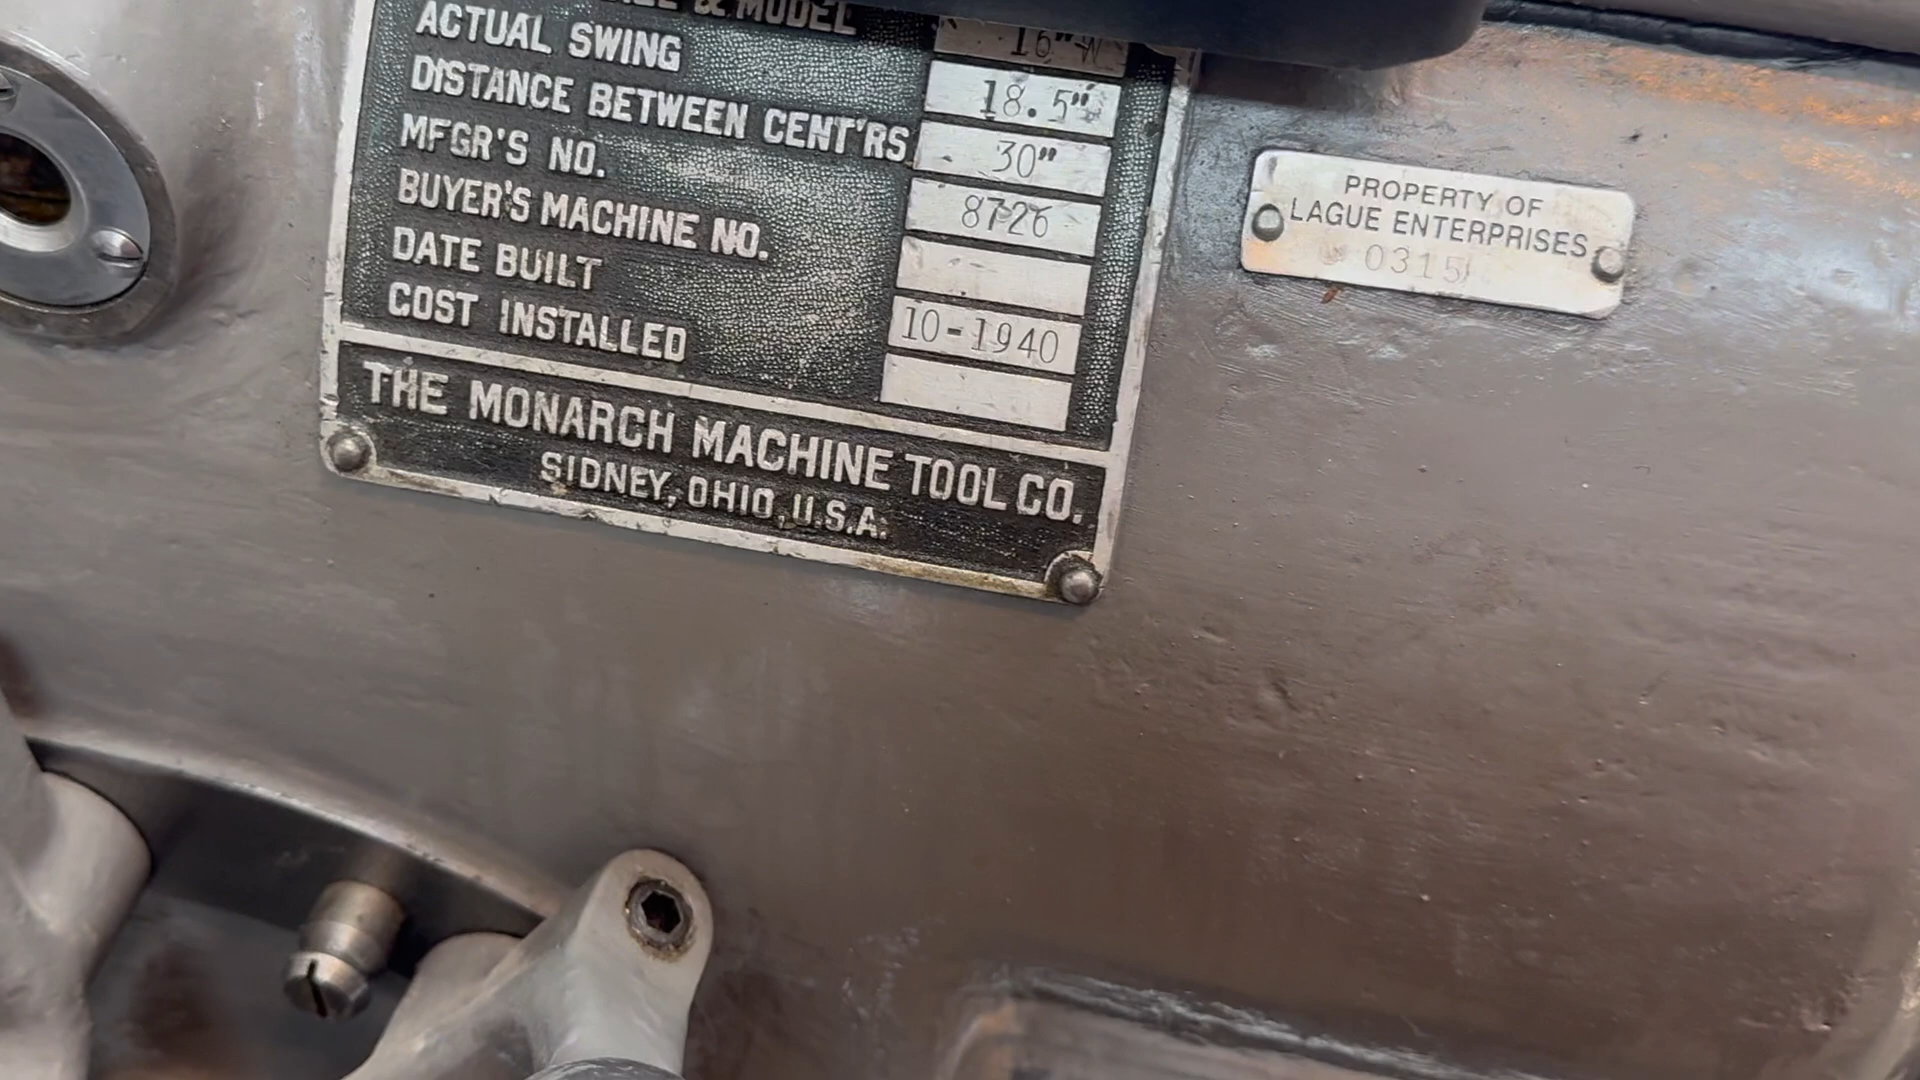 & MODEL 16" W
ACTUAL SWING 18.5"
DISTANCE BETWEEN CENT'RS 30"
MFGR'S NO. 8726
BUYER'S MACHINE NO.
DATE BUILT 10-1940
COST INSTALLED
THE MONARCH MACHINE TOOL CO.
SIDNEY, OHIO, U.S.A.
PROPERTY OF
LAGUE ENTERPRISES
0315